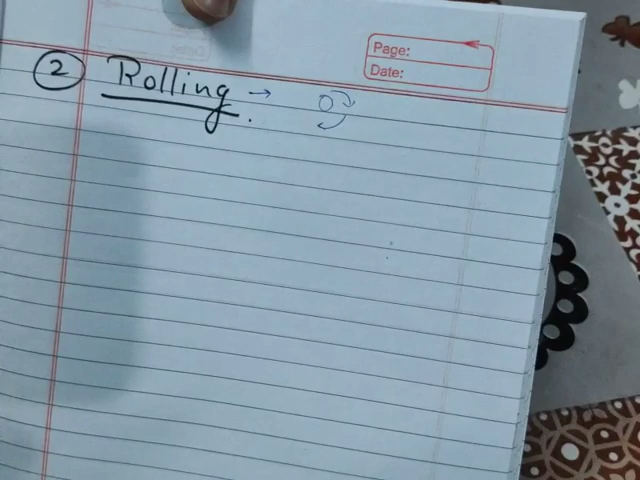 Page:
Date:
2 Rolling →